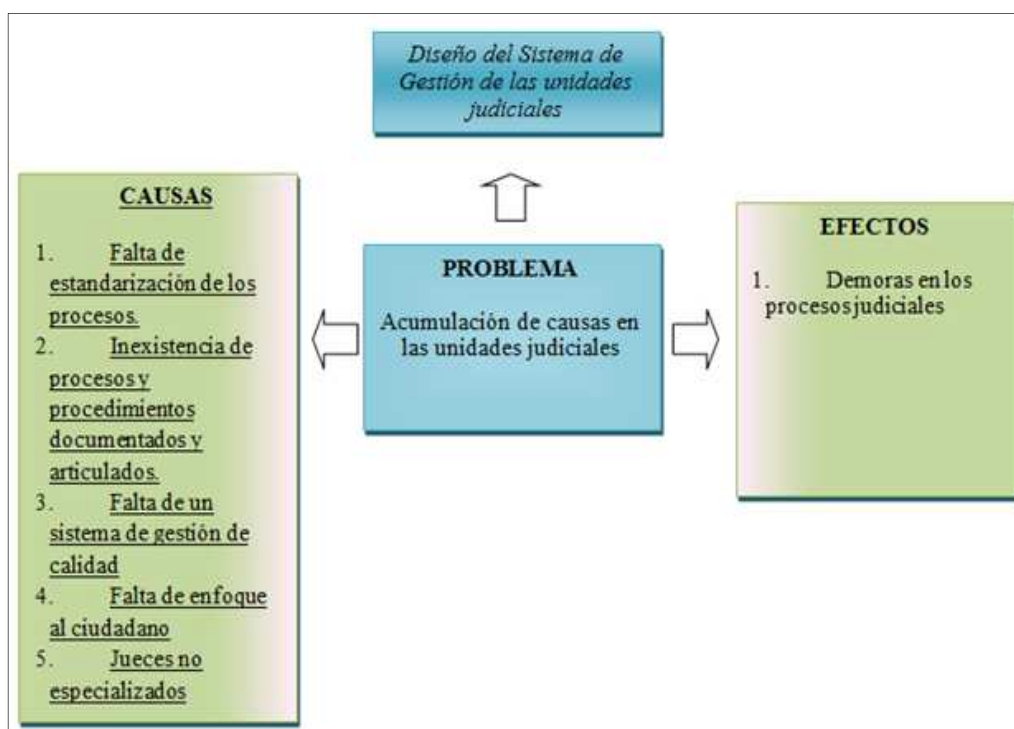 Diseño del Sistema de
Gestión de las unidades
judiciales
CAUSAS
1. Falta de
estandarización de los
procesos.
2. Inexistencia de
procesos y
procedimientos
documentados y
articulados.
3. Falta de un
sistema de gestión de
calidad
4. Falta de enfoque
al ciudadano
5. Jueces no
especializados
PROBLEMA
Acumulación de causas en
las unidades judiciales
EFECTOS
1. Demoras en los
procesos judiciales